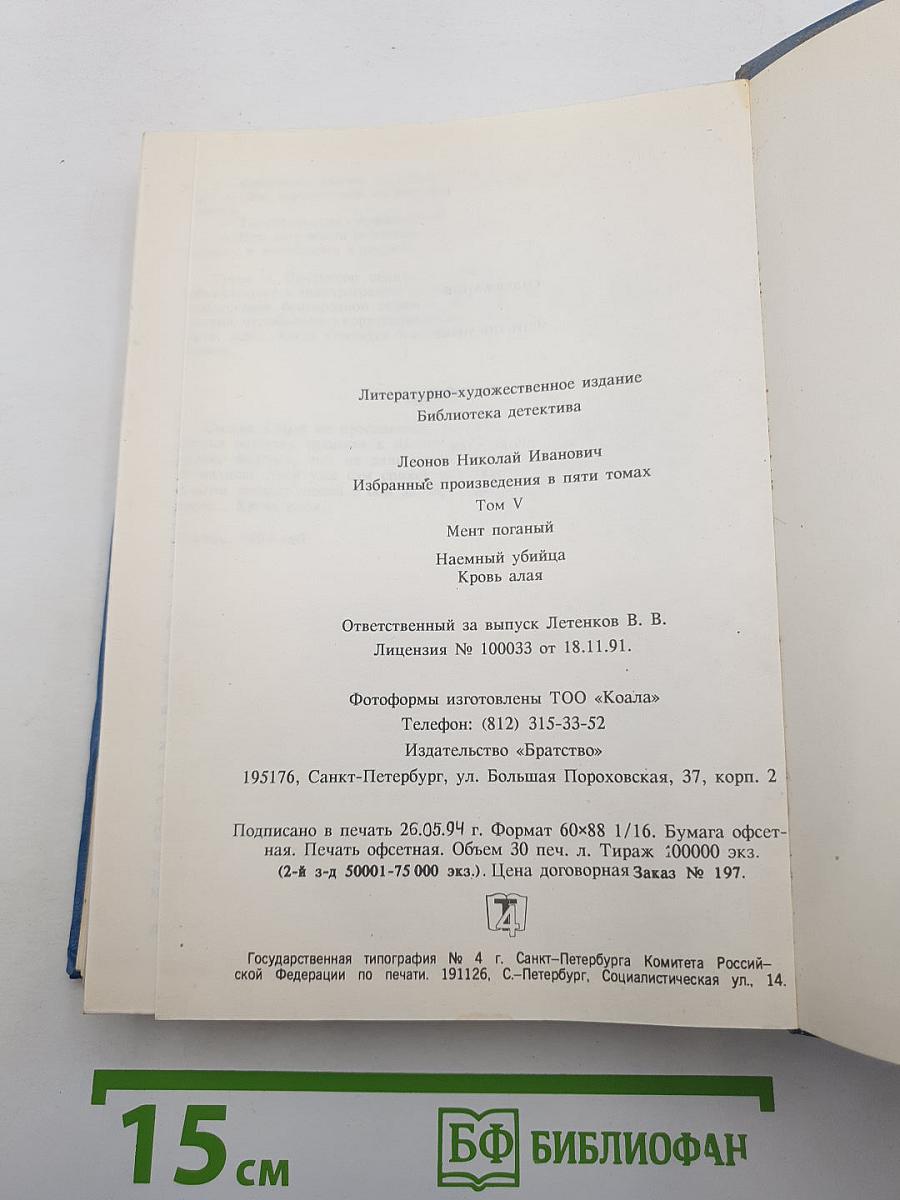 Литературно-художественное издание
Библиотека детектива
Леонов Николай Иванович
Избранные произведения в пяти томах
Том V
Мент поганый
Наемный убийца
Кровь алая
Ответственный за выпуск Летенков В. В.
Лицензия № 100033 от 18.11.91.
Фотоформы изготовлены ТОО «Коала»
Телефон: (812) 315-33-52
Издательство «Братство»
195176, Санкт-Петербург, ул. Большая Пороховская, 37, корп. 2
Подписано в печать 26.05.94 г. Формат 60×88 1/16. Бумага офсет-
ная. Печать офсетная. Объем 30 печ. л. Тираж 100000 экз.
(2-й з-д 50001-75 000 экз.). Цена договорная Заказ № 197.
Т4
Государственная типография № 4 г. Санкт-Петербурга Комитета Россий-
ской Федерации по печати. 191126, С.-Петербург, Социалистическая ул., 14.
15 см
БФ БИБЛИОФАН